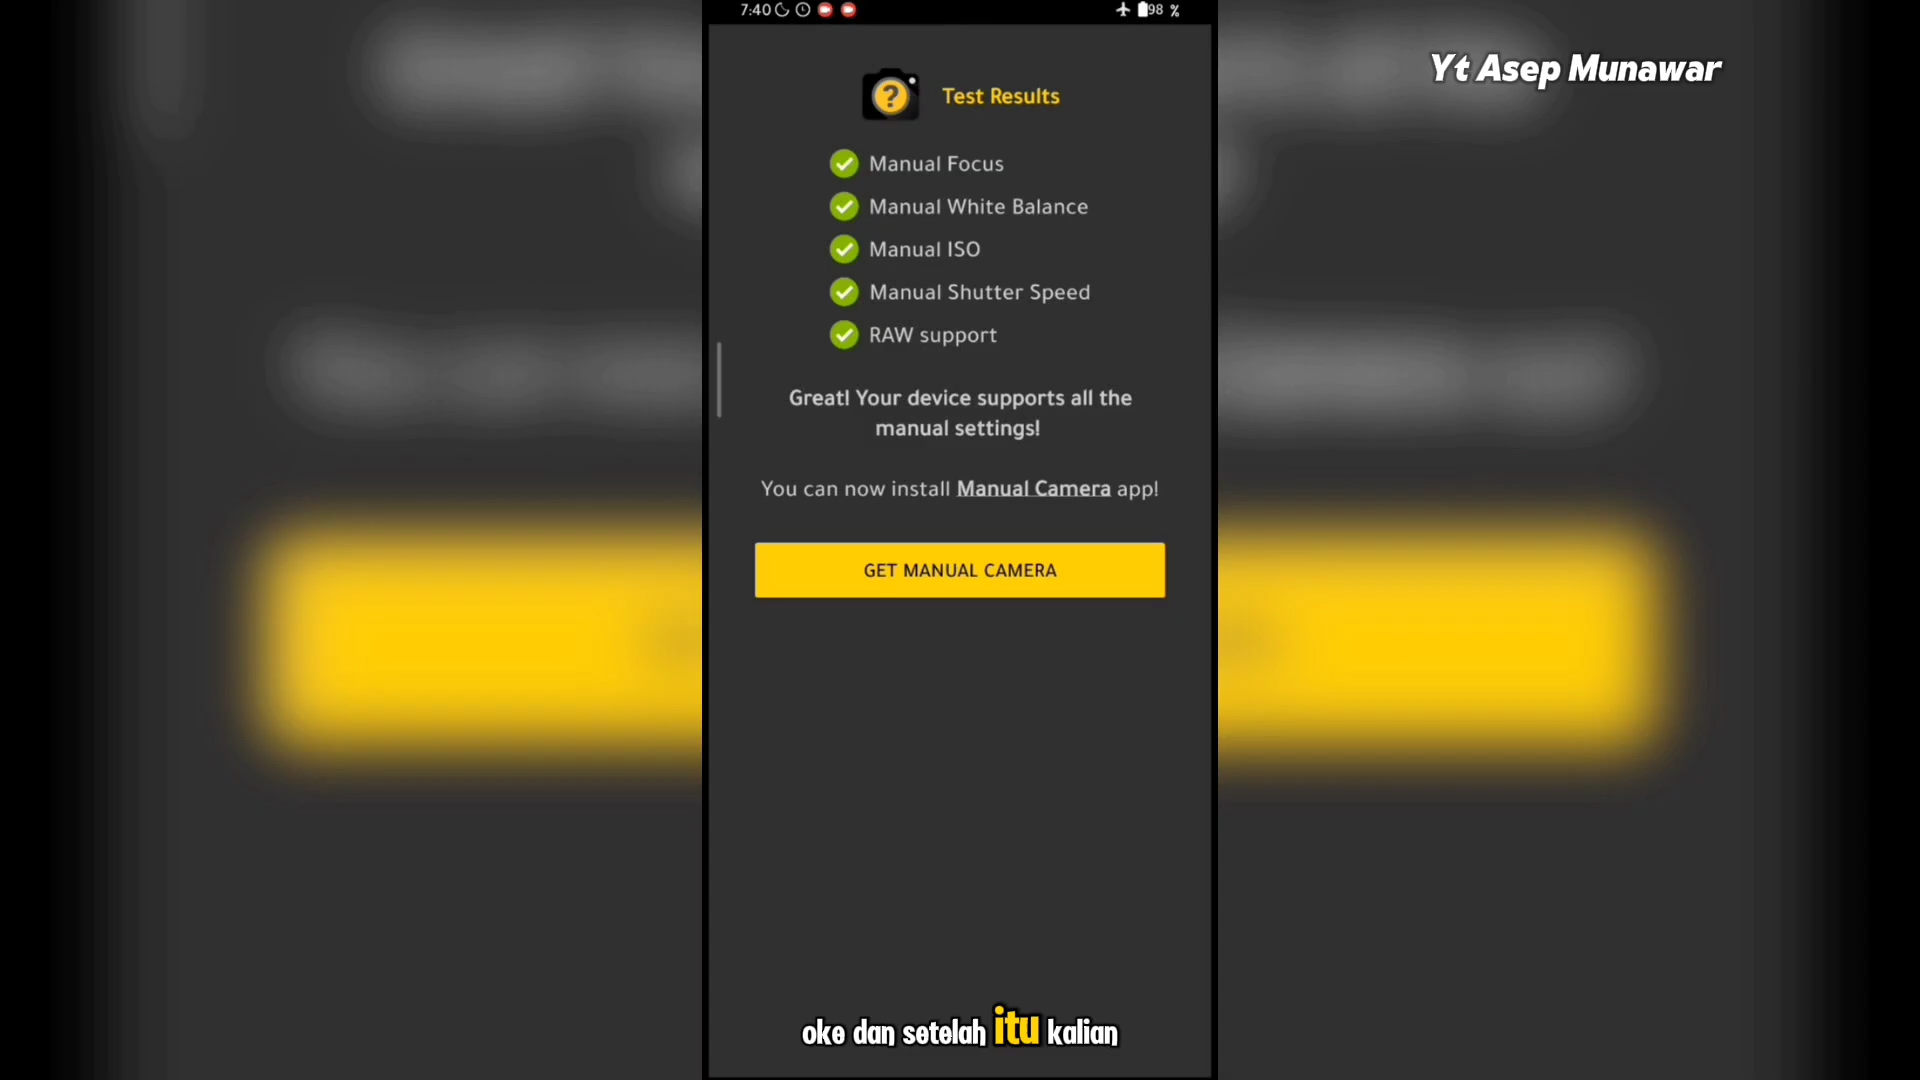 7:40 98 %
Yt Asep Munawar
? Test Results
Manual Focus
Manual White Balance
Manual ISO
Manual Shutter Speed
RAW support
Great! Your device supports all the
manual settings!
You can now install Manual Camera app!
GET MANUAL CAMERA
oke dan setelah itu kalian